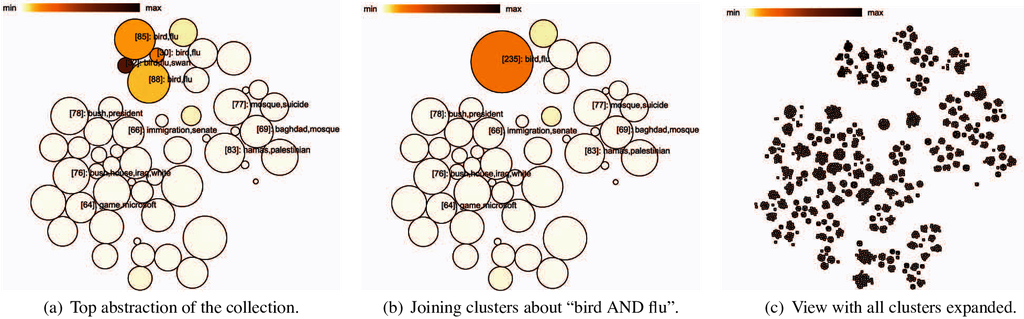 min max
[85]: bird,flu
[30]: bird,flu
[32]: bird,flu,swan
[88]: bird,flu
[77]: mosque,suicide
[78]: bush,president
[66]: immigration,senate
[69]: baghdad,mosque
[83]: hamas,palestinian
[76]: bush,house,iraq,white
[64]: game,microsoft
(a) Top abstraction of the collection.
min max
[235]: bird,flu
[77]: mosque,suicide
[78]: bush,president
[66]: immigration,senate
[69]: baghdad,mosque
[83]: hamas,palestinian
[76]: bush,house,iraq,white
[64]: game,microsoft
(b) Joining clusters about “bird AND flu”.
min max
(c) View with all clusters expanded.